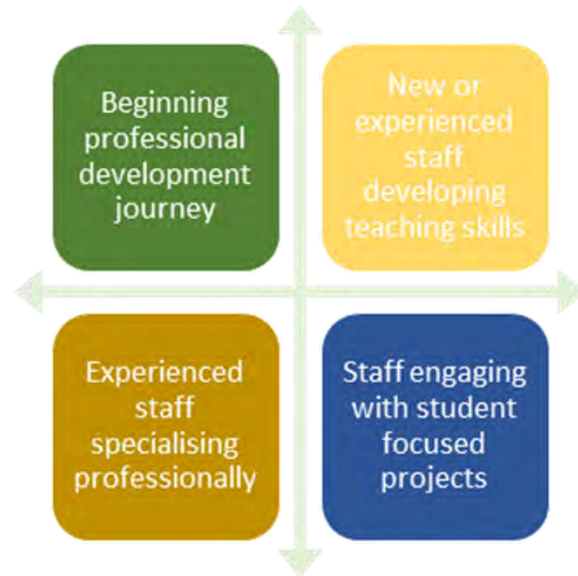 Beginning
professional
development
journey
New or
experienced
staff
developing
teaching skills
Experienced
staff
specialising
professionally
Staff engaging
with student
focused
projects